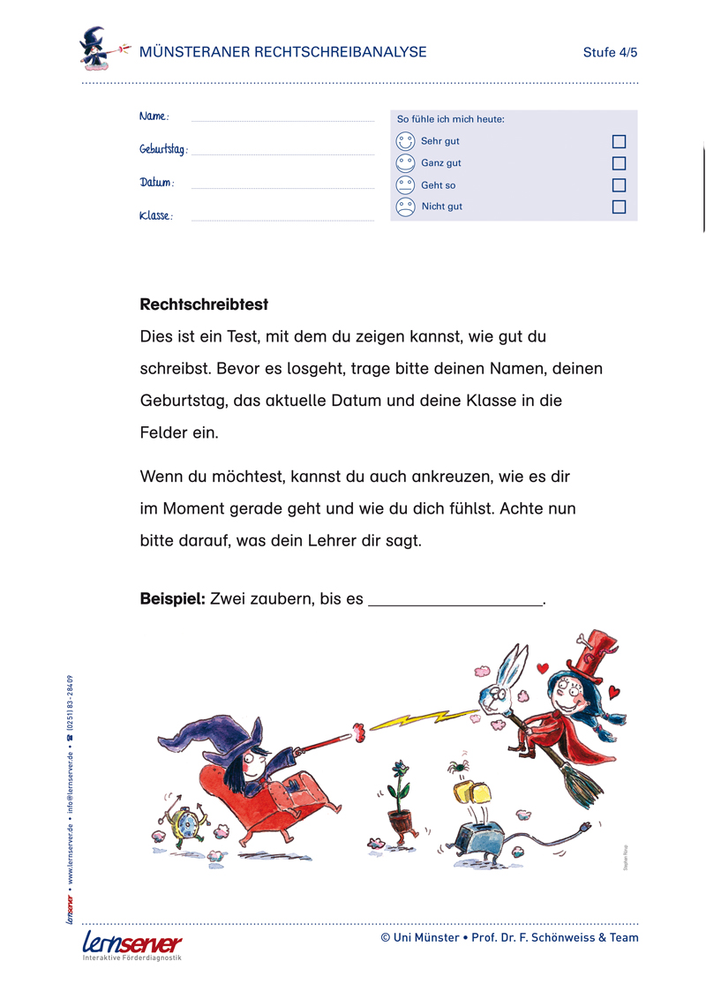 MÜNSTERANER RECHTSCHREIBANALYSE
Stufe 4/5
Name:
Geburtstag:
Datum:
Klasse:
So fühle ich mich heute:
Sehr gut
Ganz gut
Geht so
Nicht gut
Rechtschreibtest
Dies ist ein Test, mit dem du zeigen kannst, wie gut du
schreibst. Bevor es losgeht, trage bitte deinen Namen, deinen
Geburtstag, das aktuelle Datum und deine Klasse in die
Felder ein.
Wenn du möchtest, kannst du auch ankreuzen, wie es dir
im Moment gerade geht und wie du dich fühlst. Achte nun
bitte darauf, was dein Lehrer dir sagt.
Beispiel: Zwei zaubern, bis es ____________________.
lernserver • www.lernserver.de • info@lernserver.de • ☎ (0251) 83-28409
lernserver
Interaktive Förderdiagnostik
© Uni Münster • Prof. Dr. F. Schönweiss & Team